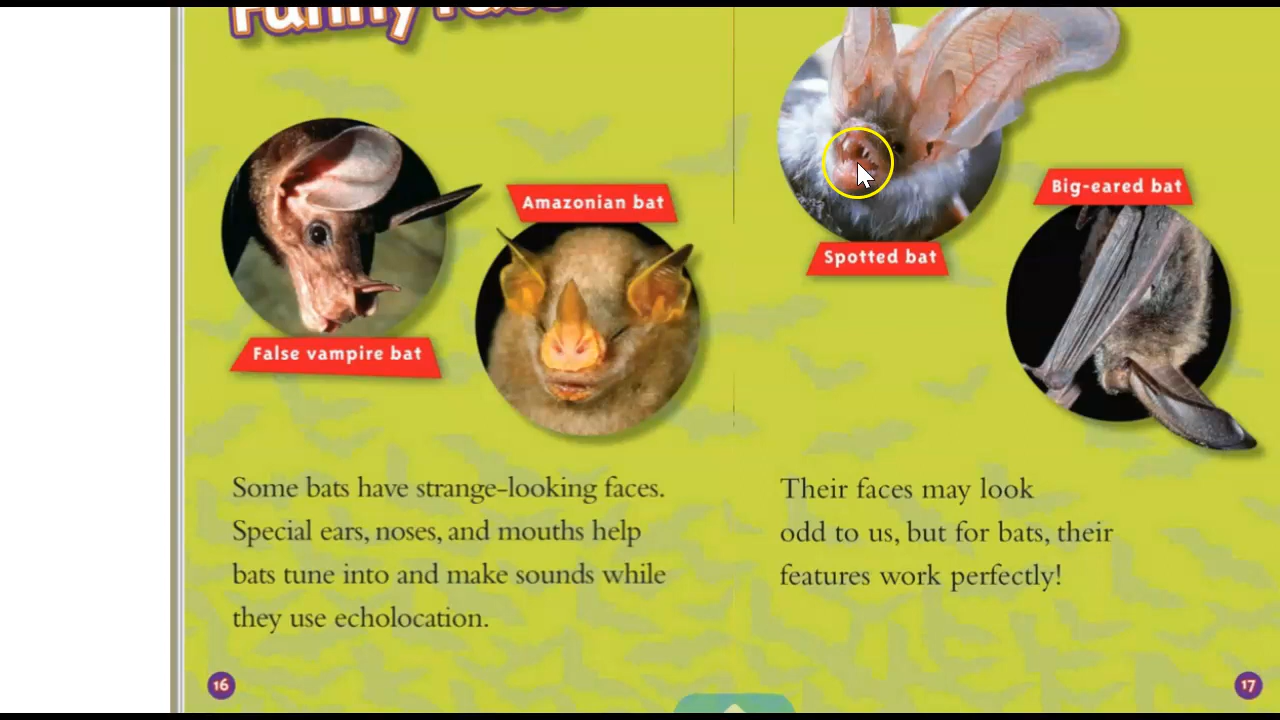 Funny Face
False vampire bat
Amazonian bat
Spotted bat
Big-eared bat
Some bats have strange-looking faces.
Special ears, noses, and mouths help
bats tune into and make sounds while
they use echolocation.
Their faces may look
odd to us, but for bats, their
features work perfectly!
16
17